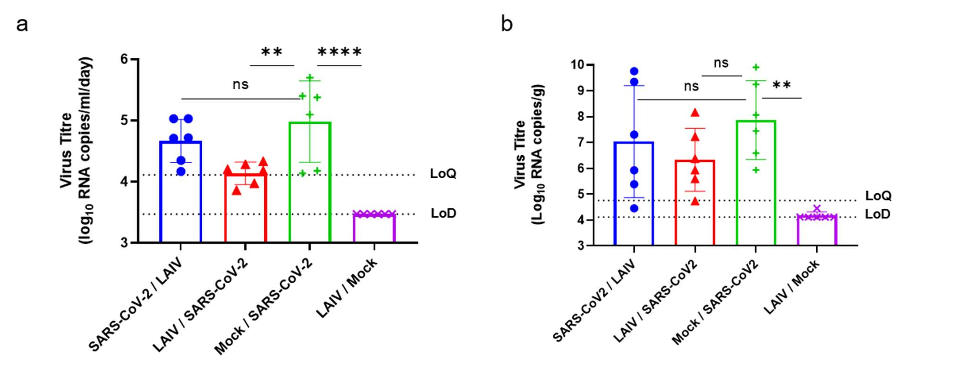 a
Virus Titre
(log10 RNA copies/ml/day)
6
5
4
3
**
****
ns
LoQ
LoD
SARS-CoV-2 / LAIV
LAIV / SARS-CoV-2
Mock / SARS-CoV-2
LAIV / Mock
b
Virus Titre
(Log10 RNA copies/g)
10
9
8
7
6
5
4
3
ns
ns
**
LoQ
LoD
SARS-CoV2 / LAIV
LAIV / SARS-CoV2
Mock / SARS-CoV2
LAIV / Mock